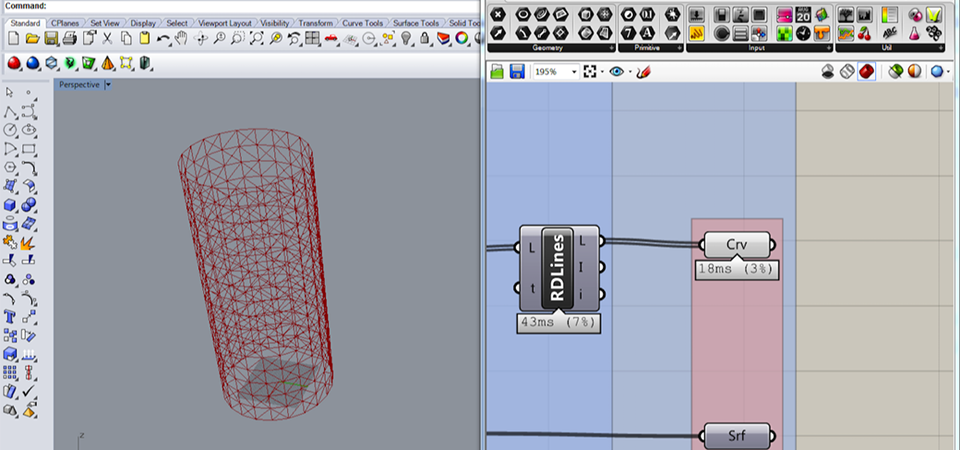 Command:
Standard CPlanes Set View Display Select Viewport Layout Visibility Transform Curve Tools Surface Tools Solid Too
Perspective
z
Geometry Primitive Input Util
195%
L RDLines L
I
t i
43ms (7%)
Crv
18ms (3%)
Srf